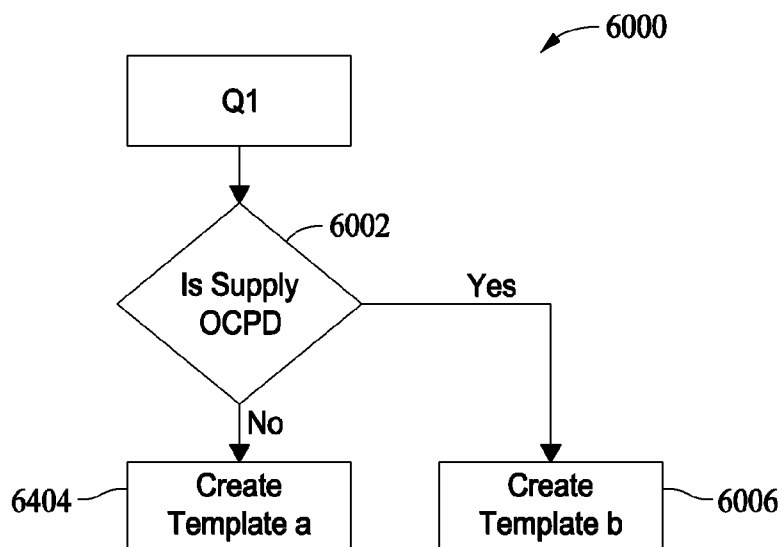 6000
Q1
6002
Is Supply
OCPD
Yes
No
6404
Create
Template a
Create
Template b
6006